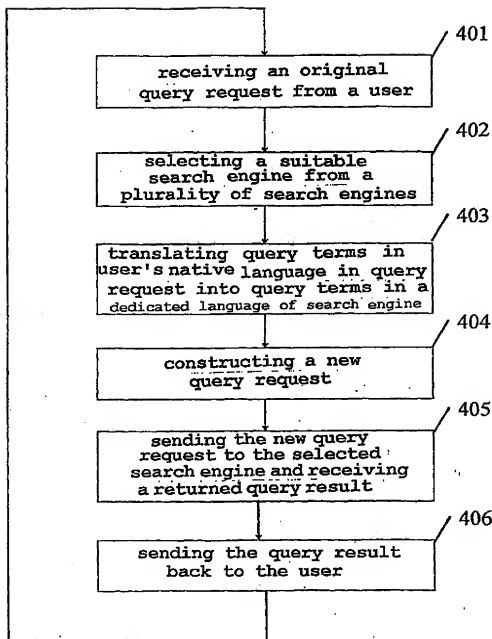 401
receiving an original
query request from a user
402
selecting a suitable
search engine from a
plurality of search engines
403
translating query terms in
user's native language in query
request into query terms in a
dedicated language of search engine
404
constructing a new
query request
405
sending the new query
request to the selected
search engine and receiving
a returned query result
406
sending the query result
back to the user